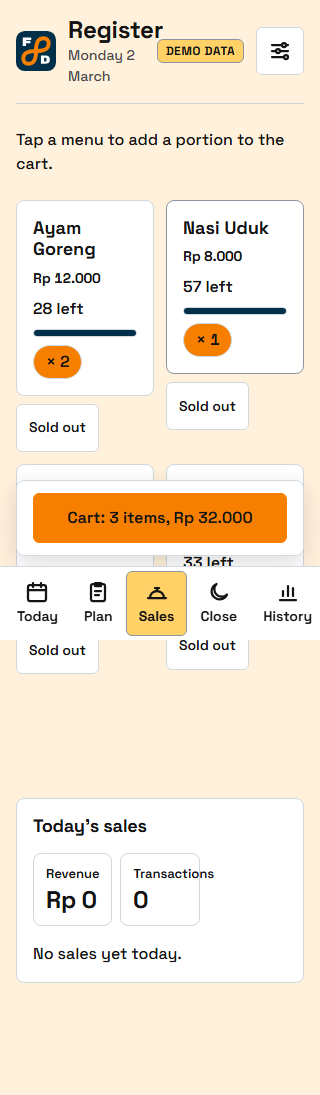 F
D
Register
Monday 2
March
DEMO DATA
Tap a menu to add a portion to the
cart.
Ayam
Goreng
Rp 12.000
28 left
× 2
Sold out
Nasi Uduk
Rp 8.000
57 left
× 1
Sold out
Cart: 3 items, Rp 32.000
33 left
Today
Plan
Sales
Close
History
Sold out
Sold out
Today's sales
Revenue
Rp 0
Transactions
0
No sales yet today.